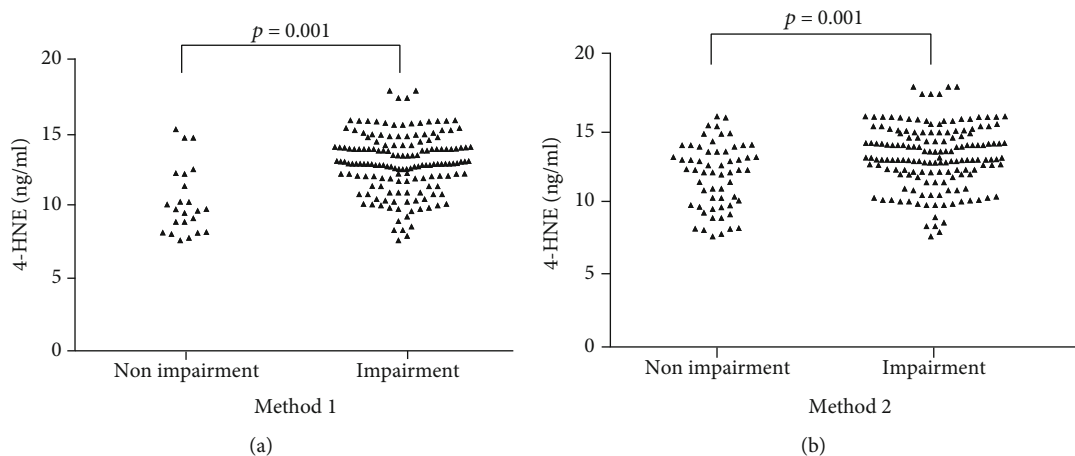 p = 0.001
20
15
10
5
0
4-HNE (ng/ml)
Non impairment
Impairment
Method 1
(a)
p = 0.001
20
15
10
5
0
4-HNE (ng/ml)
Non impairment
Impairment
Method 2
(b)